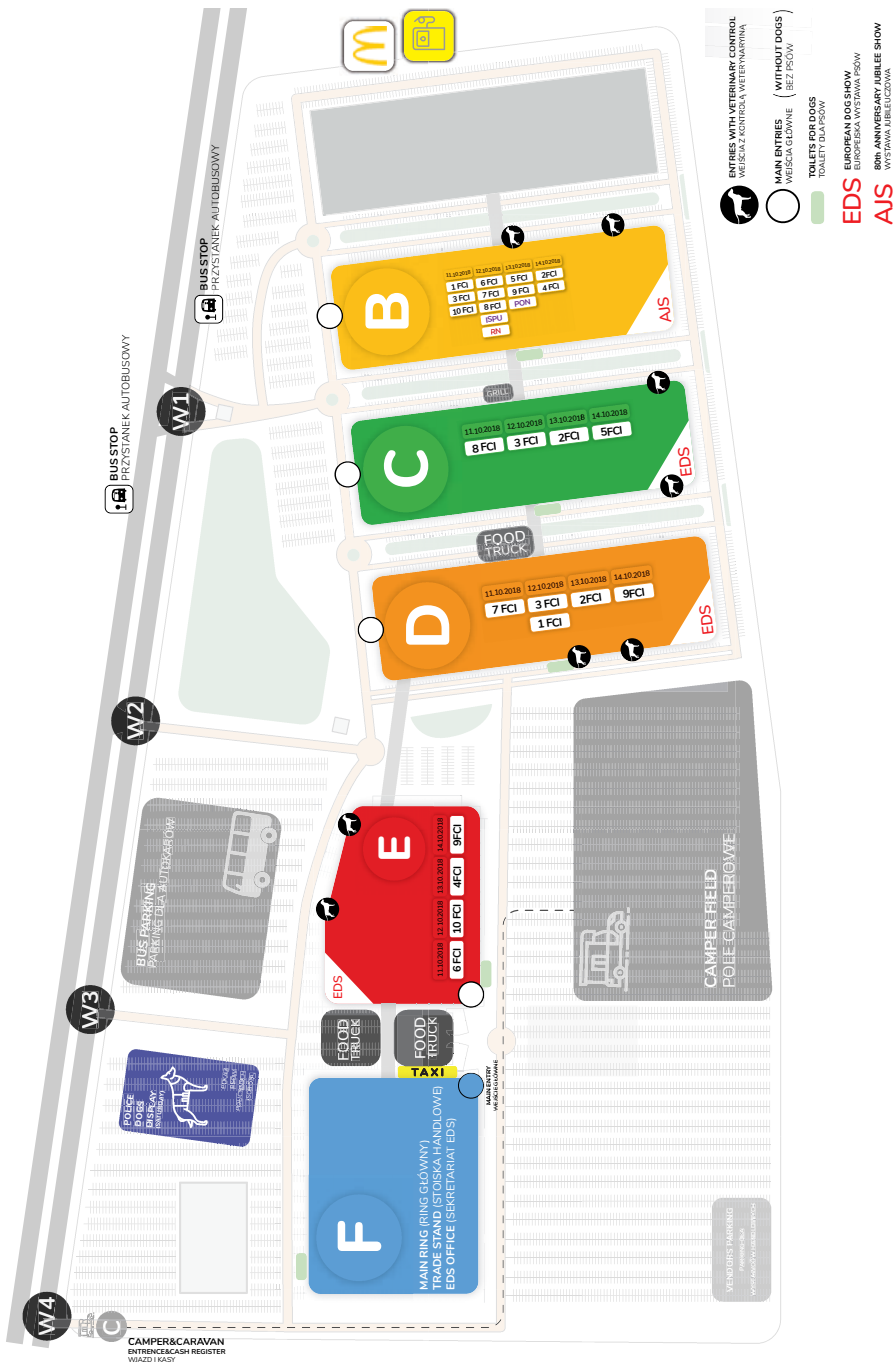 ENTRIES WITH VETERINARY CONTROL
WEJŚCIA Z KONTROLĄ WETERYNARYJNĄ
MAIN ENTRIES
WEJŚCIA GŁÓWNE
( WITHOUT DOGS )
BEZ PSÓW
TOILETS FOR DOGS
TOALETY DLA PSÓW
EDS
EUROPEAN DOG SHOW
EUROPEJSKA WYSTAWA PSÓW
AJS
80th ANNIVERSARY JUBILEE SHOW
WYSTAWA JUBILEUSZOWA
BUS STOP
PRZYSTANEK AUTOBUSOWY
BUS STOP
PRZYSTANEK AUTOBUSOWY
W1
W2
W3
W4
B
11.10.2018 12.10.2018 13.10.2018 14.10.2018
1 FCI 6 FCI 5 FCI 2FCI
3 FCI 7 FCI 9 FCI 4 FCI
10 FCI 8 FCI PON
ISPU
RN
AJS
GRILL
C
11.10.2018 12.10.2018 13.10.2018 14.10.2018
8 FCI 3 FCI 2FCI 5FCI
EDS
FOOD
TRUCK
D
11.10.2018 12.10.2018 13.10.2018 14.10.2018
7 FCI 3 FCI 2FCI 9FCI
1 FCI
EDS
E
11.10.2018 12.10.2018 13.10.2018 14.10.2018
6 FCI 10 FCI 4FCI 9FCI
EDS
BUS PARKING
PARKING DLA AUTOKARÓW
CAMPER FIELD
POLE CAMPEROWE
FOOD
TRUCK
FOOD
TRUCK
TAXI
MAIN ENTRY
WEJŚCIE GŁÓWNE
POLICE
DOGS
DISPLAY
(SATURDAY)
F
MAIN RING (RING GŁÓWNY)
TRADE STAND (STOISKA HANDLOWE)
EDS OFFICE (SEKRETARIAT EDS)
VENDORS PARKING
C
CAMPER&CARAVAN
ENTRENCE&CASH REGISTER
WJAZD I KASY